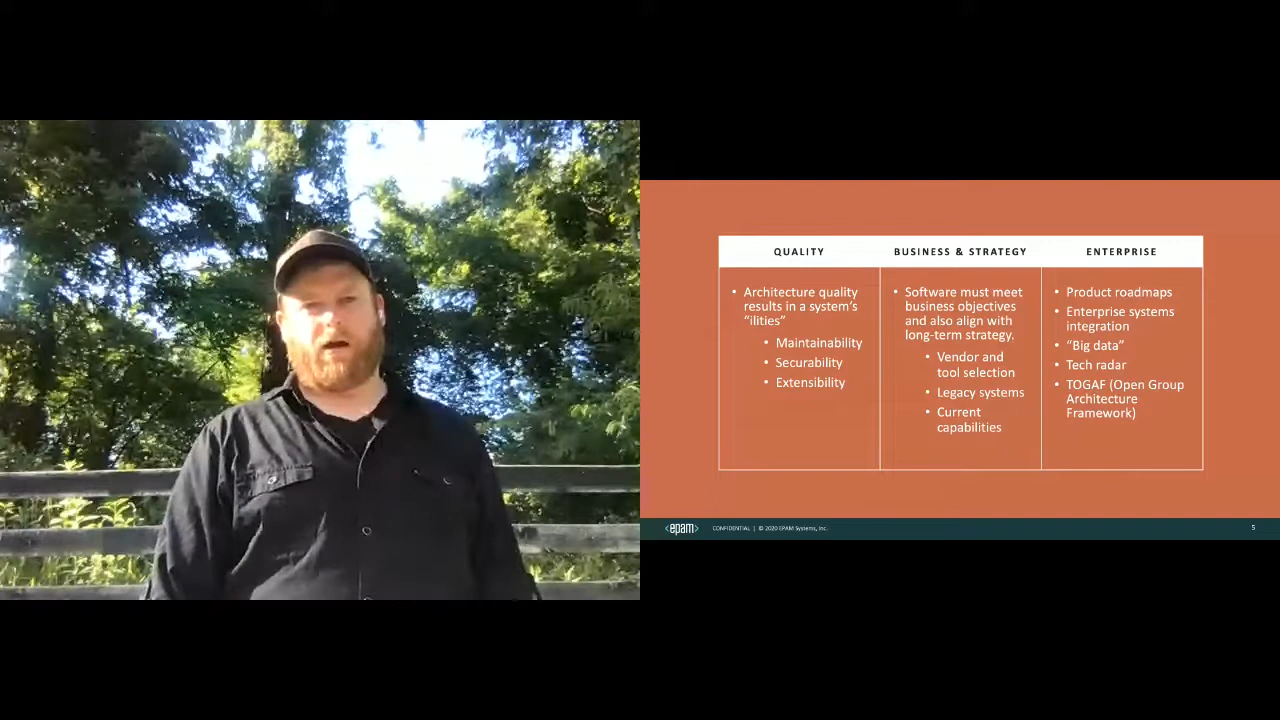 QUALITY
BUSINESS & STRATEGY
ENTERPRISE
• Architecture quality
results in a system's
"ilities"
• Maintainability
• Securability
• Extensibility
• Software must meet
business objectives
and also align with
long-term strategy.
• Vendor and
tool selection
• Legacy systems
• Current
capabilities
• Product roadmaps
• Enterprise systems
integration
• "Big data"
• Tech radar
• TOGAF (Open Group
Architecture
Framework)
<epam>
CONFIDENTIAL | © 2020 EPAM Systems, Inc.
5